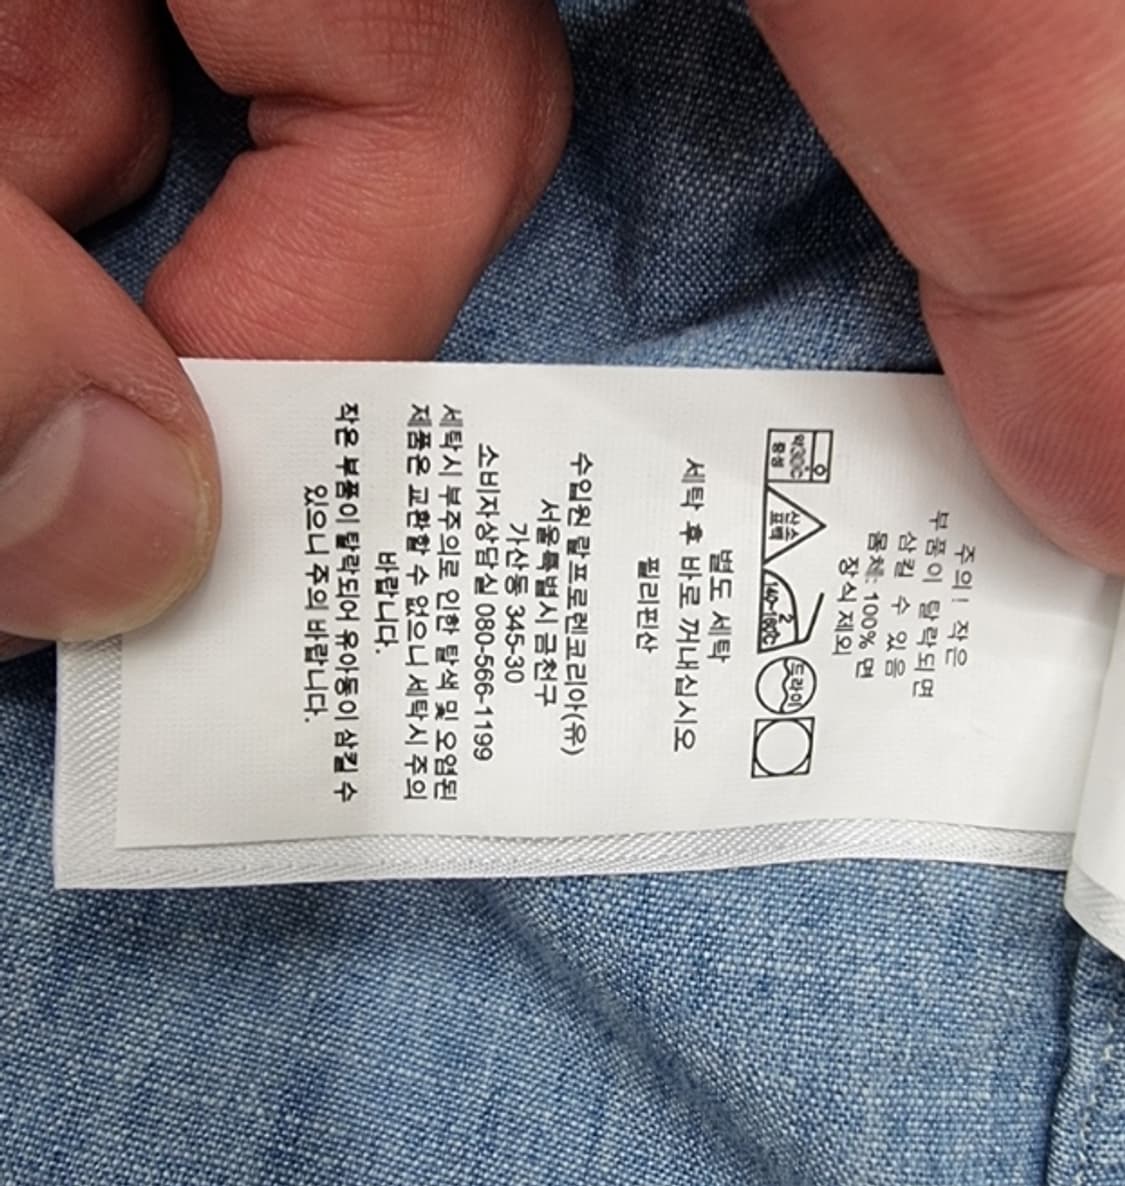 주의! 작은
부품이 탈락되면
삼킬 수 있음
몸체: 100% 면
장식 제외
약30℃
중성
산소
표백
2
140~160℃
드라이
별도 세탁
세탁 후 바로 꺼내십시오
필리핀산
수입원 랄프로렌코리아(유)
서울특별시 금천구
가산동 345-30
소비자상담실 080-566-1199
세탁시 부주의로 인한 탈색 및 오염된
제품은 교환할 수 없으니 세탁시 주의
바랍니다.
작은 부품이 탈락되어 유아동이 삼킬 수
있으니 주의 바랍니다.